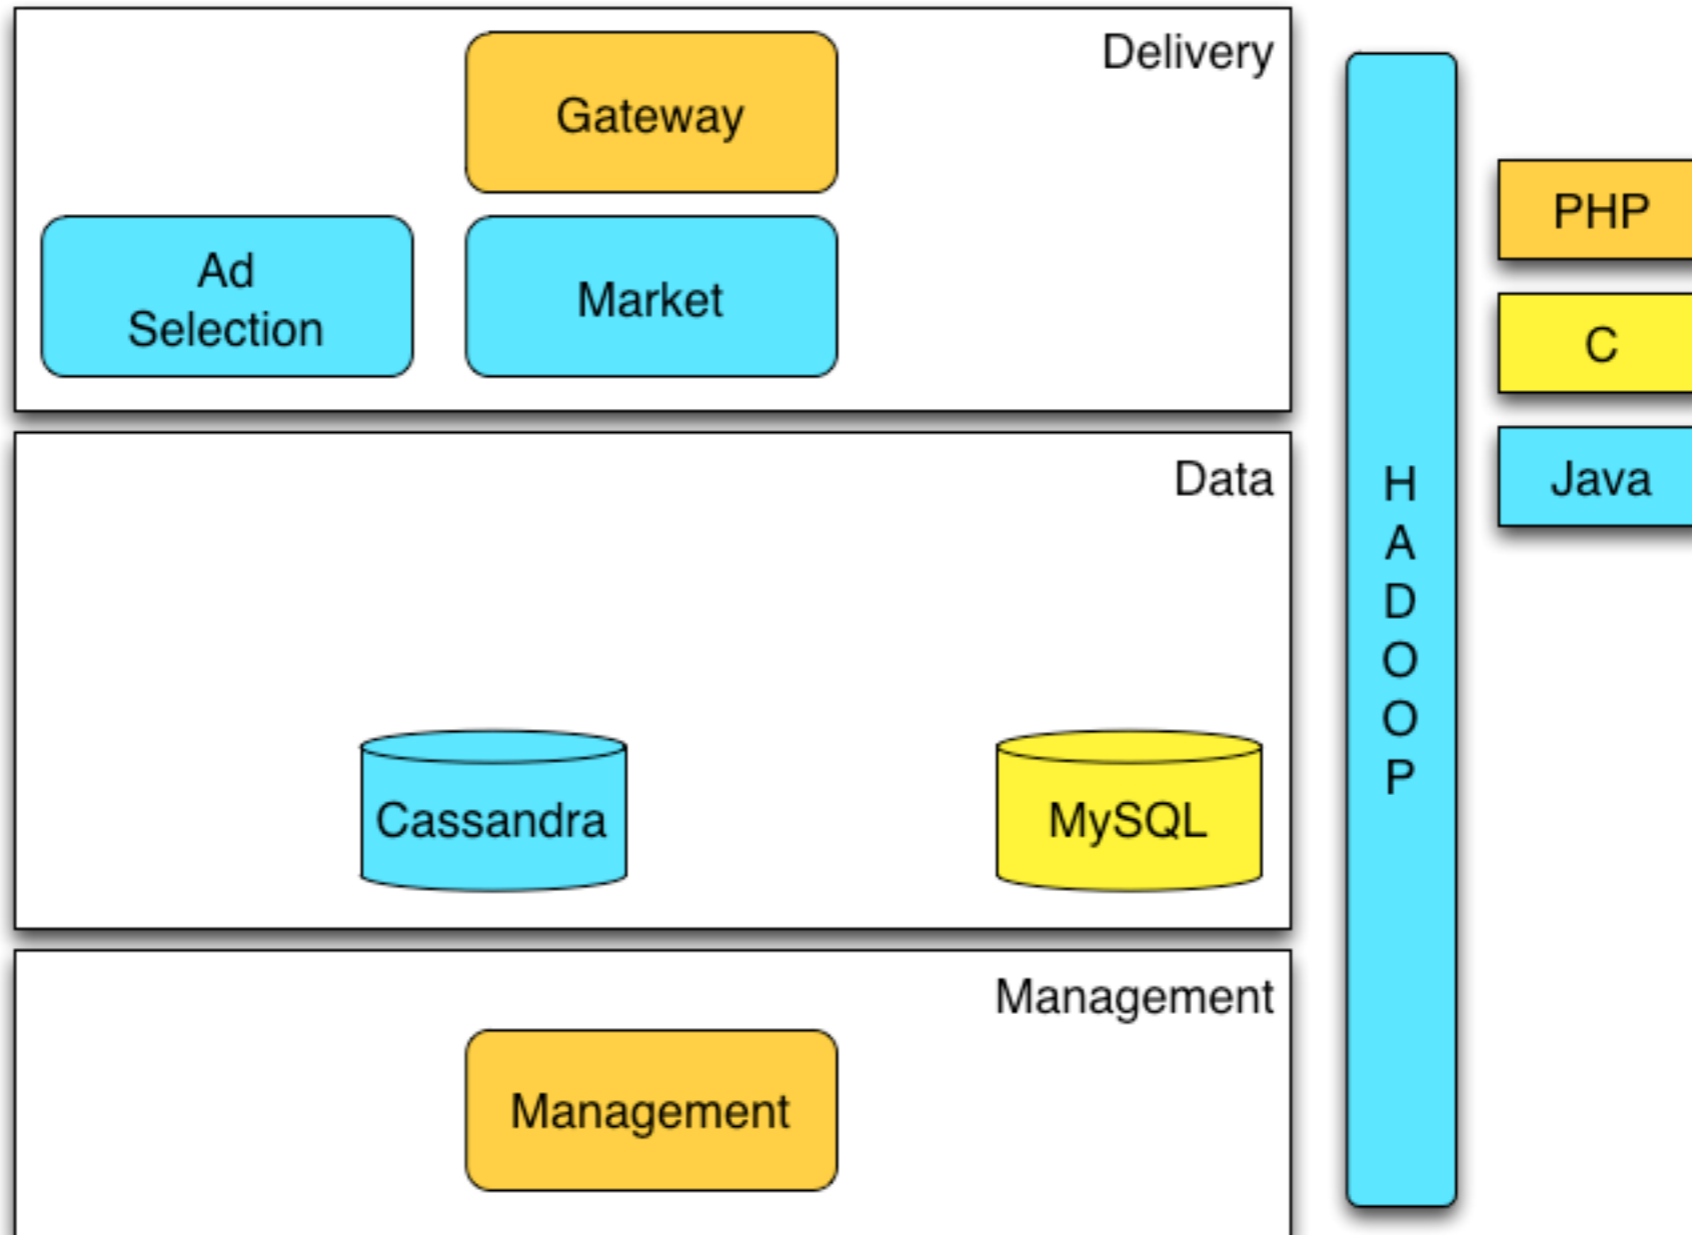 Delivery
Gateway
Ad
Selection
Market
Data
Cassandra
MySQL
Management
Management
H
A
D
O
O
P
PHP
C
Java